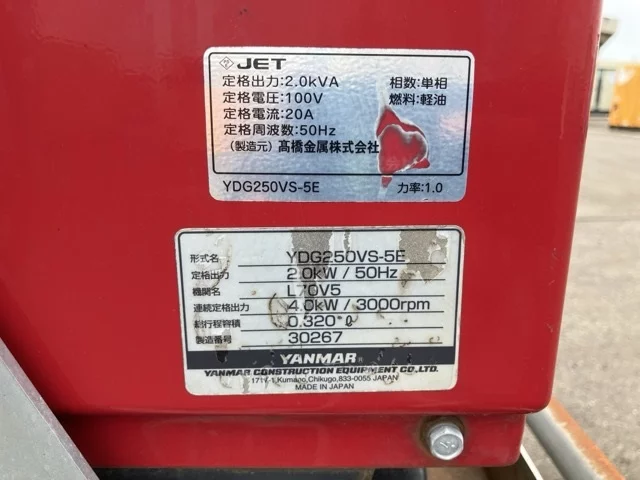 JET
定格出力:2.0kVA 相数:単相
定格電圧:100V 燃料:軽油
定格電流:20A
定格周波数:50Hz
(製造元) 髙橋金属株式会社
YDG250VS-5E 力率:1.0
形式名 YDG250VS-5E
定格出力 2.0kW / 50Hz
機関名 L70V5
連続定格出力 4.0kW / 3000rpm
総行程容積 0.320 ℓ
製造番号 30267
YANMAR
YANMAR CONSTRUCTION EQUIPMENT CO.,LTD.
1717-1,Kumano,Chikugo,833-0055 JAPAN
MADE IN JAPAN